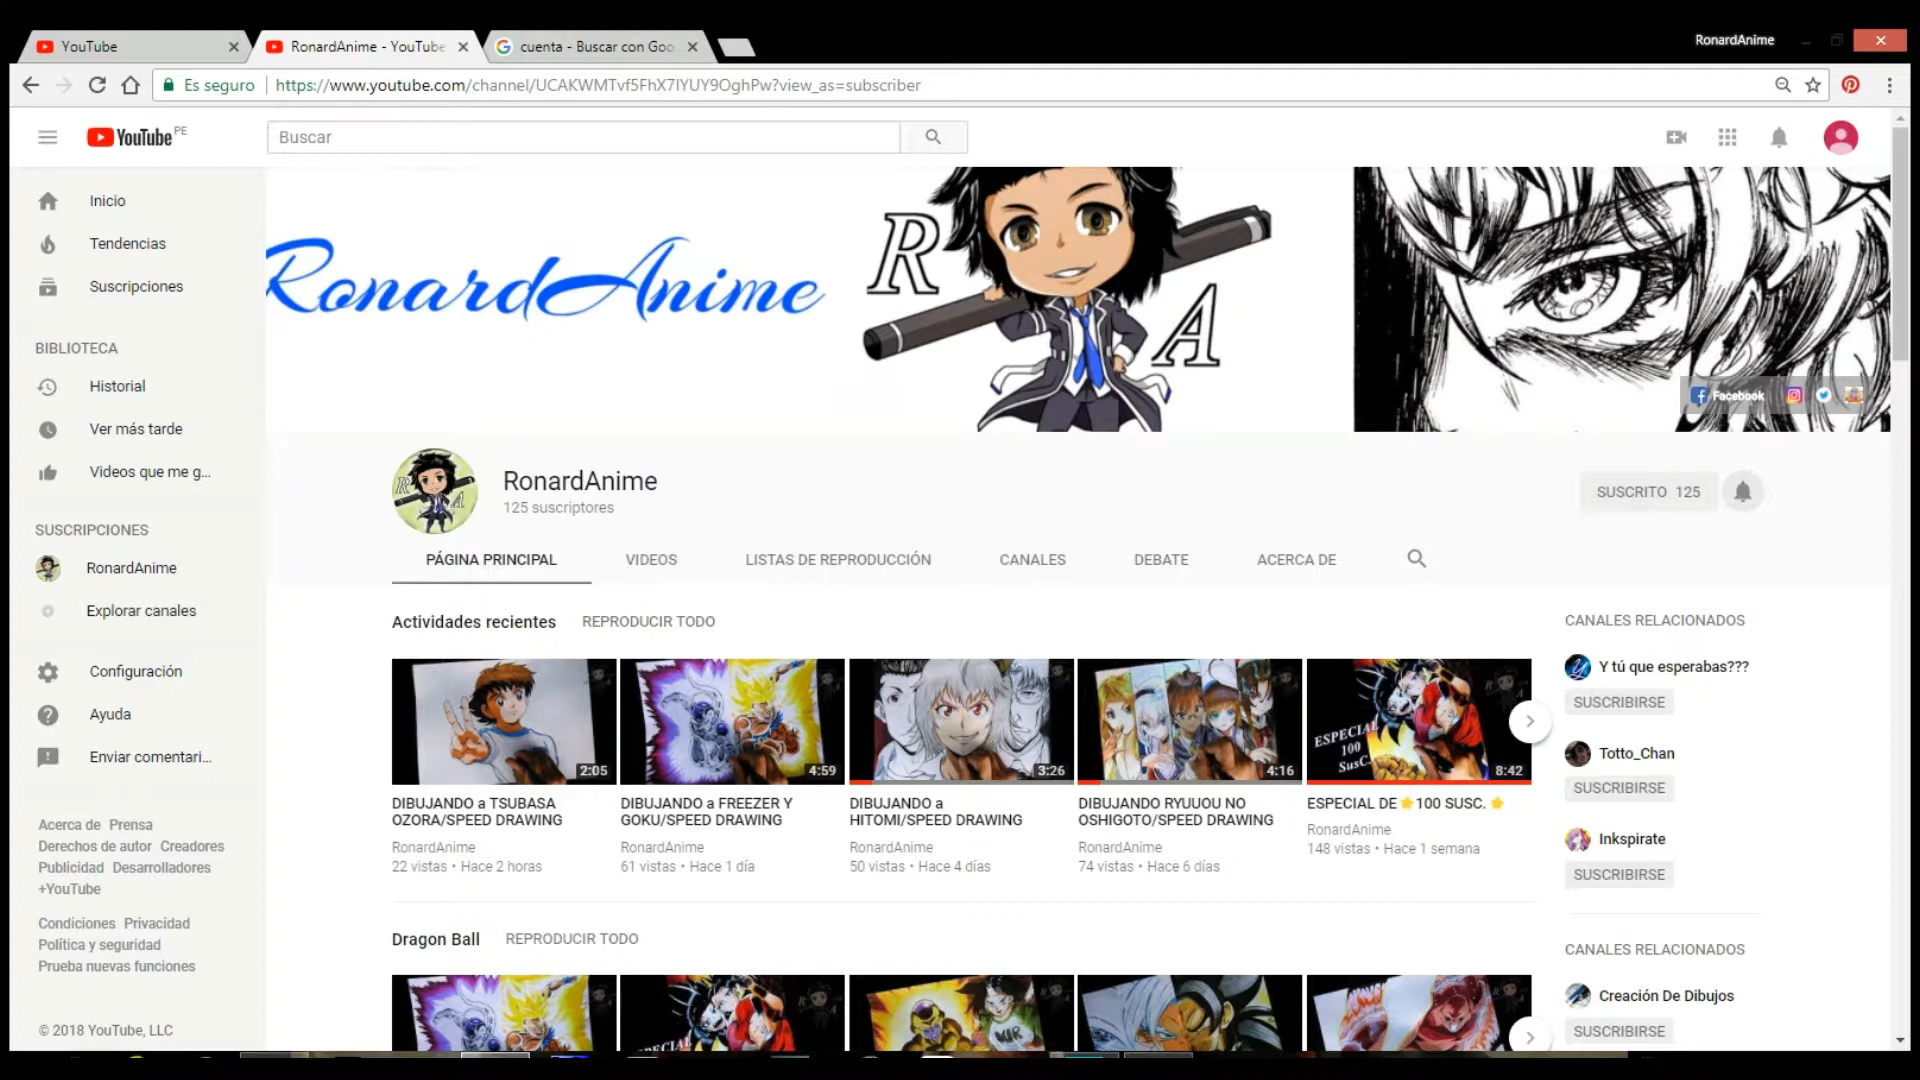 YouTube
RonardAnime - YouTube
cuenta - Buscar con Goo
RonardAnime
Es seguro
https://www.youtube.com/channel/UCAKWMTvf5FhX7IYUY9OghPw?view_as=subscriber
YouTube PE
Buscar
Inicio
Tendencias
Suscripciones
BIBLIOTECA
Historial
Ver más tarde
Videos que me g...
SUSCRIPCIONES
RonardAnime
Explorar canales
Configuración
Ayuda
Enviar comentari...
Acerca de Prensa
Derechos de autor Creadores
Publicidad Desarrolladores
+YouTube
Condiciones Privacidad
Política y seguridad
Prueba nuevas funciones
© 2018 YouTube, LLC
RonardAnime
R
A
Facebook
RonardAnime
125 suscriptores
SUSCRITO 125
PÁGINA PRINCIPAL
VIDEOS
LISTAS DE REPRODUCCIÓN
CANALES
DEBATE
ACERCA DE
Actividades recientes
REPRODUCIR TODO
2:05
4:59
3:26
4:16
ESPECIAL
100
SusC.
8:42
DIBUJANDO a TSUBASA
OZORA/SPEED DRAWING
RonardAnime
22 vistas • Hace 2 horas
DIBUJANDO a FREEZER Y
GOKU/SPEED DRAWING
RonardAnime
61 vistas • Hace 1 día
DIBUJANDO a
HITOMI/SPEED DRAWING
RonardAnime
50 vistas • Hace 4 días
DIBUJANDO RYUUOU NO
OSHIGOTO/SPEED DRAWING
RonardAnime
74 vistas • Hace 6 días
ESPECIAL DE 🌟100 SUSC. 🌟
RonardAnime
148 vistas • Hace 1 semana
Dragon Ball
REPRODUCIR TODO
CANALES RELACIONADOS
Y tú que esperabas???
SUSCRIBIRSE
Totto_Chan
SUSCRIBIRSE
Inkspirate
SUSCRIBIRSE
CANALES RELACIONADOS
Creación De Dibujos
SUSCRIBIRSE